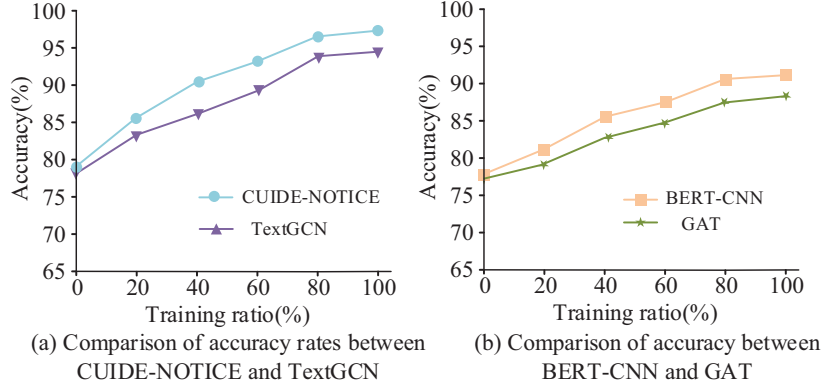 100
95
90
85
80
75
70
65
Accuracy(%)
CUIDE-NOTICE
TextGCN
0 20 40 60 80 100
Training ratio(%)
(a) Comparison of accuracy rates between
CUIDE-NOTICE and TextGCN
100
95
90
85
80
75
70
65
Accuracy(%)
BERT-CNN
GAT
0 20 40 60 80 100
Training ratio(%)
(b) Comparison of accuracy between
BERT-CNN and GAT